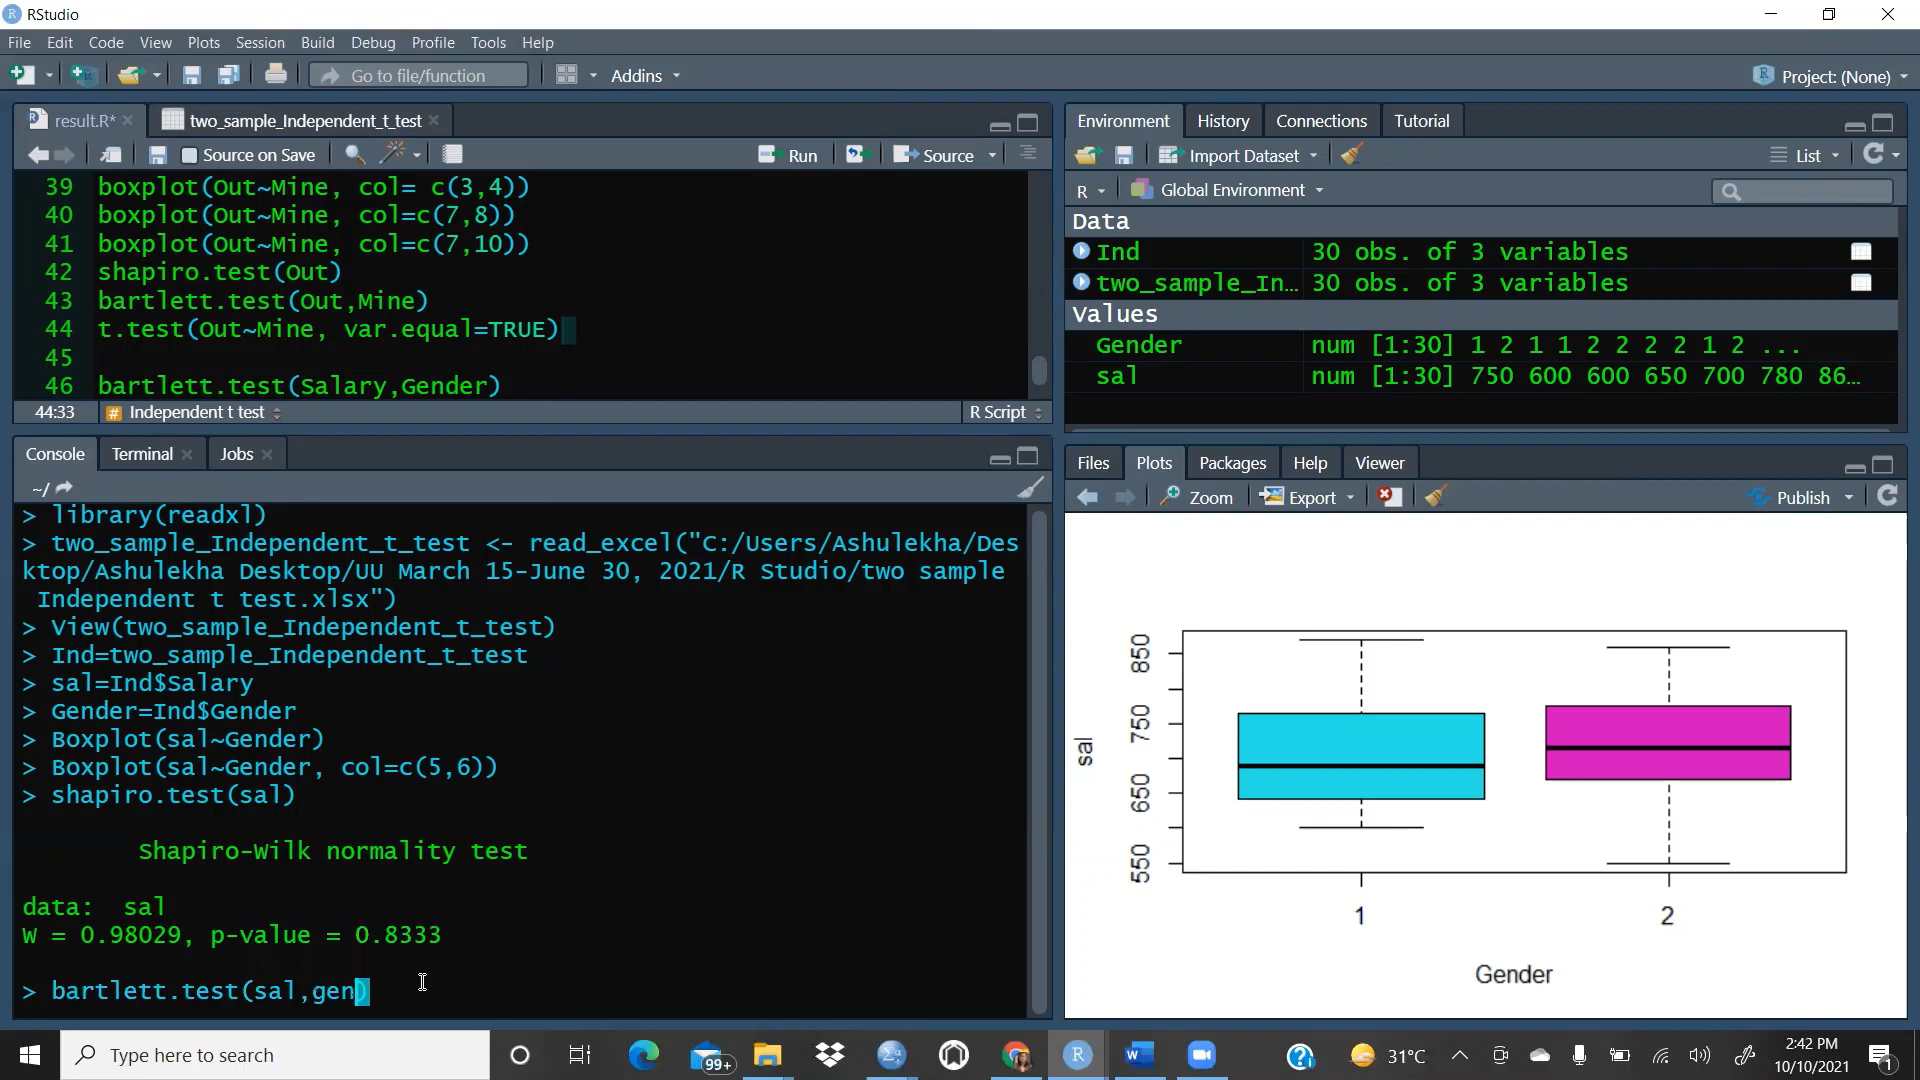 RStudio
File Edit Code View Plots Session Build Debug Profile Tools Help
Go to file/function Addins Project: (None)
result.R* two_sample_Independent_t_test
Source on Save Run Source
39 boxplot(Out~Mine, col= c(3,4))
40 boxplot(Out~Mine, col=c(7,8))
41 boxplot(Out~Mine, col=c(7,10))
42 shapiro.test(Out)
43 bartlett.test(Out,Mine)
44 t.test(Out~Mine, var.equal=TRUE)
45
46 bartlett.test(Salary,Gender)
44:33 # Independent t test R Script
Console Terminal Jobs
~/
> library(readxl)
> two_sample_Independent_t_test <- read_excel("C:/Users/Ashulekha/Des
ktop/Ashulekha Desktop/UU March 15-June 30, 2021/R Studio/two sample
Independent t test.xlsx")
> View(two_sample_Independent_t_test)
> Ind=two_sample_Independent_t_test
> sal=Ind$Salary
> Gender=Ind$Gender
> Boxplot(sal~Gender)
> Boxplot(sal~Gender, col=c(5,6))
> shapiro.test(sal)
Shapiro-Wilk normality test
data: sal
W = 0.98029, p-value = 0.8333
> bartlett.test(sal,gen)
Environment History Connections Tutorial
Import Dataset List
R Global Environment
Data
Ind 30 obs. of 3 variables
two_sample_In... 30 obs. of 3 variables
Values
Gender num [1:30] 1 2 1 1 2 2 2 2 1 2 ...
sal num [1:30] 750 600 600 650 700 780 86...
Files Plots Packages Help Viewer
Zoom Export Publish
sal
850
750
650
550
1 2
Gender
Type here to search
99+
31°C
2:42 PM
10/10/2021
1